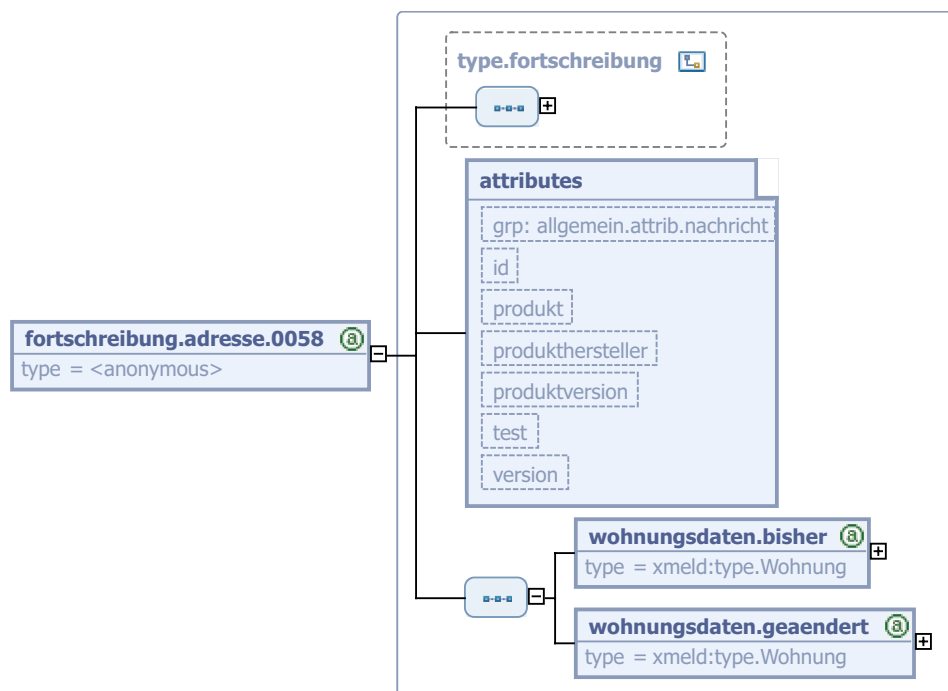 type.fortschreibung
attributes
grp: allgemein.attrib.nachricht
id
produkt
produkthersteller
produktversion
test
version
fortschreibung.adresse.0058
type = <anonymous>
wohnungsdaten.bisher
type = xmeld:type.Wohnung
wohnungsdaten.geaendert
type = xmeld:type.Wohnung